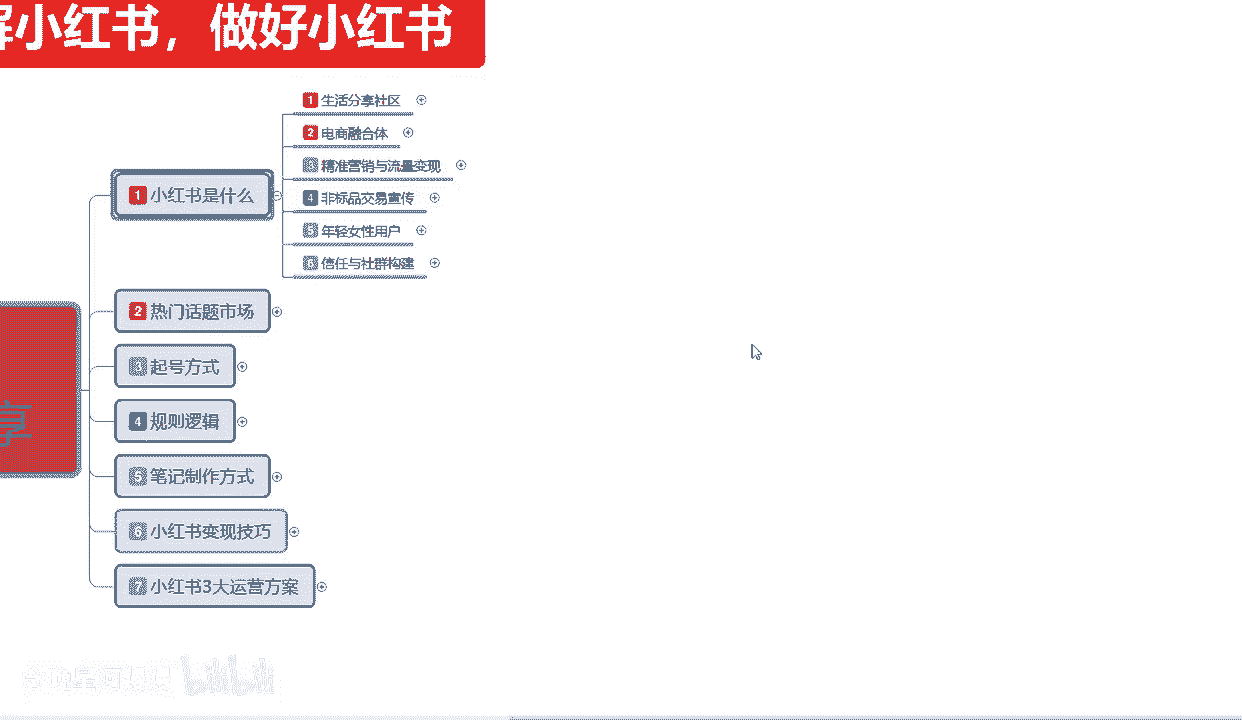 小红书，做好小红书
1 小红书是什么
1 生活分享社区
2 电商融合体
3 精准营销与流量变现
4 非标品交易宣传
5 年轻女性用户
6 信任与社群构建
2 热门话题市场
3 起号方式
4 规则逻辑
5 笔记制作方式
6 小红书变现技巧
7 小红书3大运营方案
享
bilibili